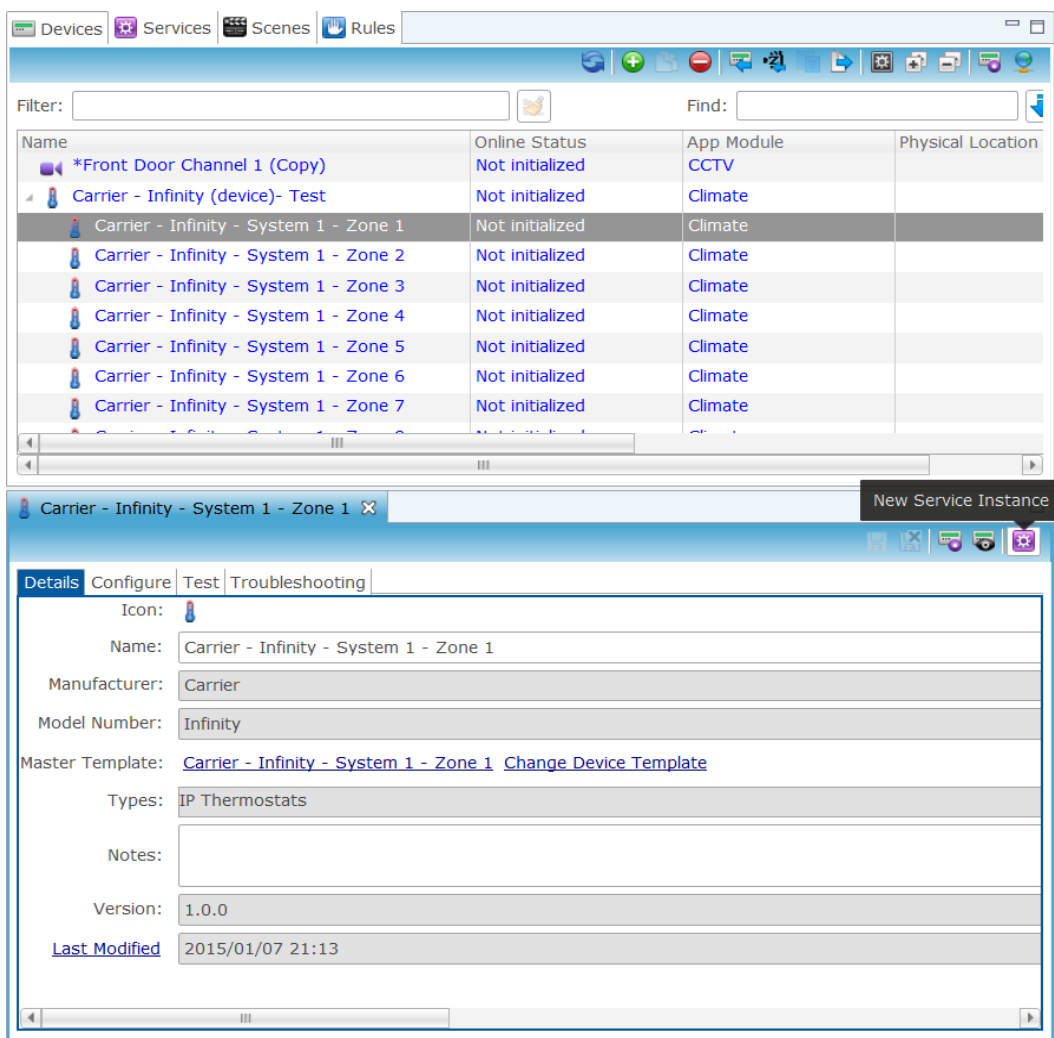 Devices Services Scenes Rules
Filter: Find:
Name Online Status App Module Physical Location
*Front Door Channel 1 (Copy) Not initialized CCTV
Carrier - Infinity (device)- Test Not initialized Climate
Carrier - Infinity - System 1 - Zone 1 Not initialized Climate
Carrier - Infinity - System 1 - Zone 2 Not initialized Climate
Carrier - Infinity - System 1 - Zone 3 Not initialized Climate
Carrier - Infinity - System 1 - Zone 4 Not initialized Climate
Carrier - Infinity - System 1 - Zone 5 Not initialized Climate
Carrier - Infinity - System 1 - Zone 6 Not initialized Climate
Carrier - Infinity - System 1 - Zone 7 Not initialized Climate
New Service Instance
Carrier - Infinity - System 1 - Zone 1
Details Configure Test Troubleshooting
Icon:
Name: Carrier - Infinity - System 1 - Zone 1
Manufacturer: Carrier
Model Number: Infinity
Master Template: Carrier - Infinity - System 1 - Zone 1 Change Device Template
Types: IP Thermostats
Notes:
Version: 1.0.0
Last Modified 2015/01/07 21:13